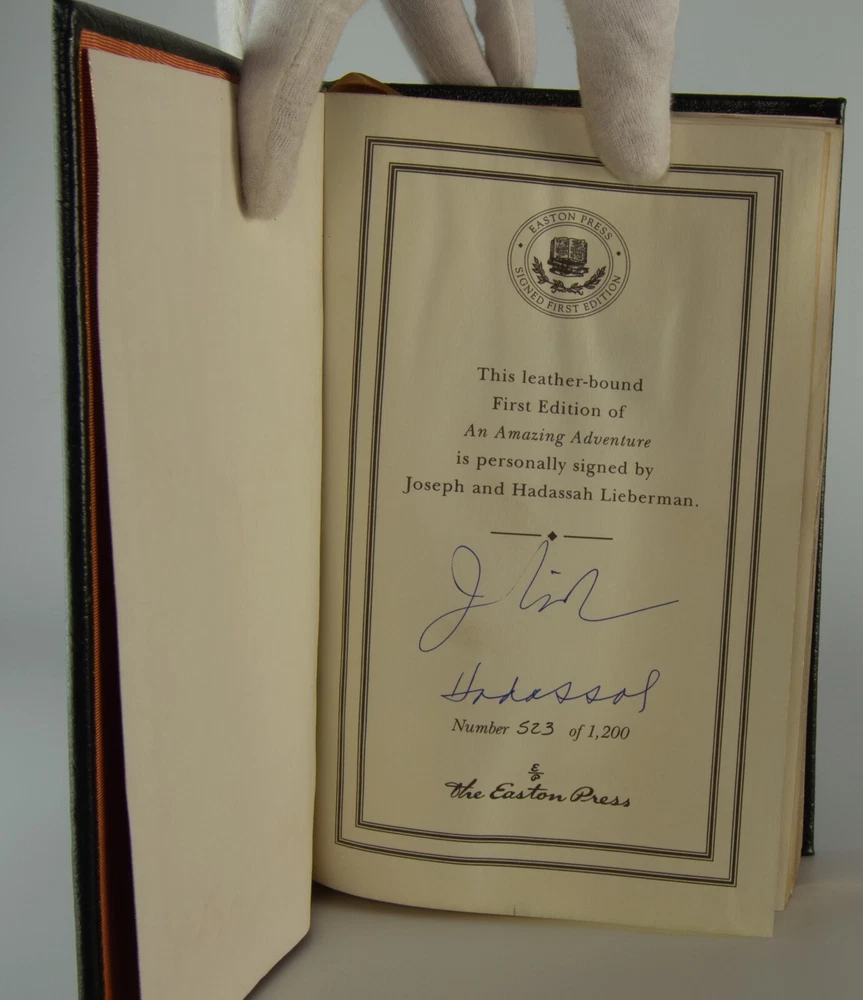 EASTON PRESS
SIGNED FIRST EDITION
This leather-bound
First Edition of
An Amazing Adventure
is personally signed by
Joseph and Hadassah Lieberman.
Hadassah
Number 523 of 1,200
EP
the Easton Press